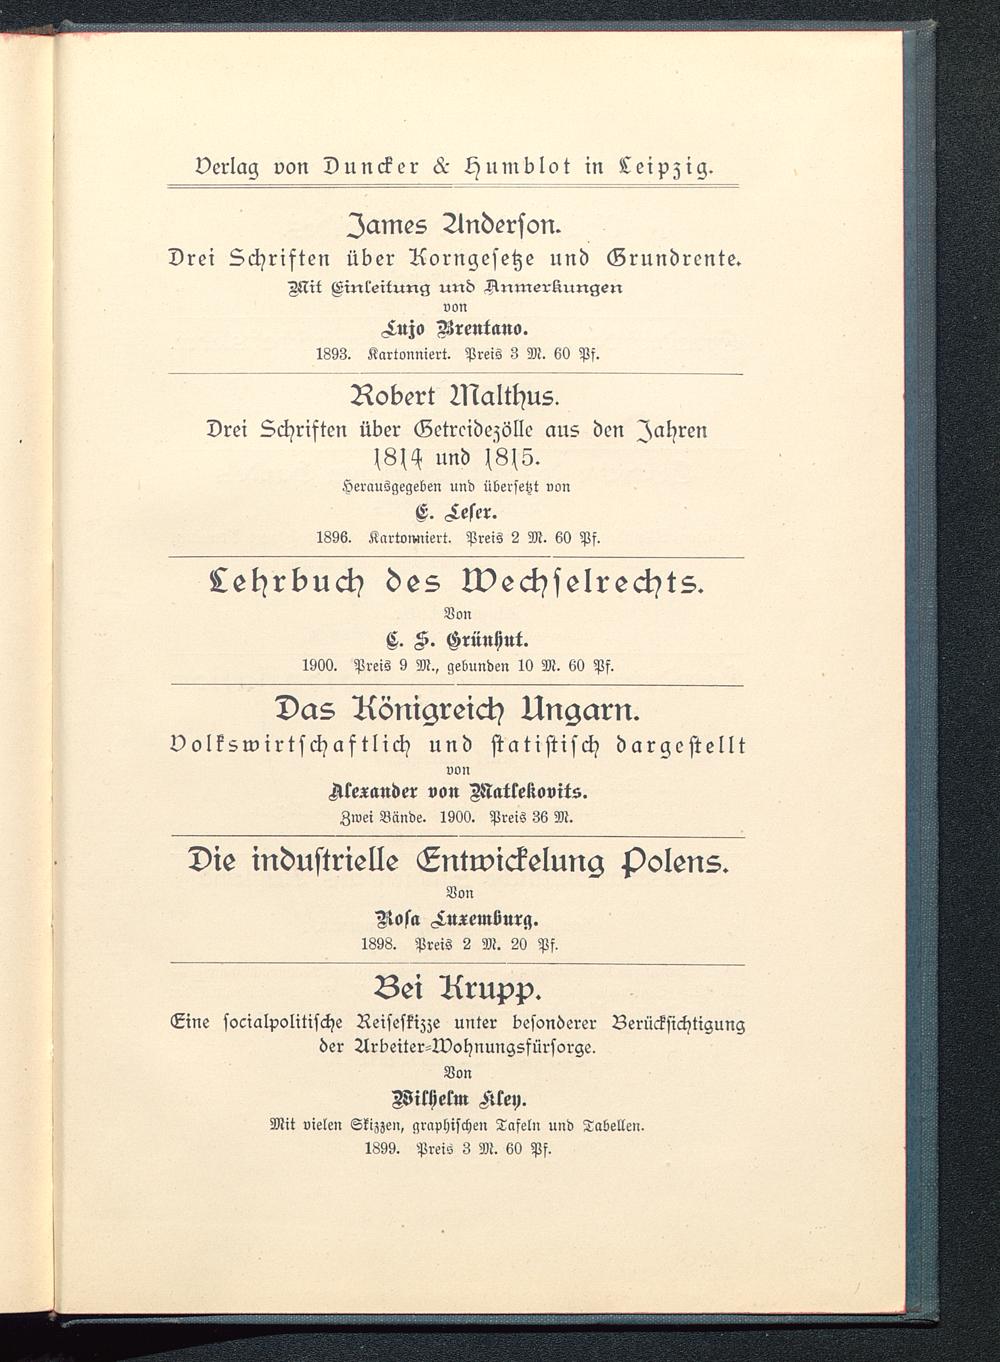 Verlag von Duncker & Humblot in Leipzig.
James Anderson.
Drei Schriften über Korngesetze und Grundrente.
Mit Einleitung und Anmerkungen
von
Lujo Brentano.
1893. Kartonniert. Preis 3 M. 60 Pf.
Robert Malthus.
Drei Schriften über Getreidezölle aus den Jahren
1814 und 1815.
Herausgegeben und übersetzt von
E. Leser.
1896. Kartonniert. Preis 2 M. 60 Pf.
Lehrbuch des Wechselrechts.
Von
C. S. Grünhut.
1900. Preis 9 M., gebunden 10 M. 60 Pf.
Das Königreich Ungarn.
Volkswirtschaftlich und statistisch dargestellt
von
Alexander von Matlekovits.
Zwei Bände. 1900. Preis 36 M.
Die industrielle Entwickelung Polens.
Von
Rosa Luxemburg.
1898. Preis 2 M. 20 Pf.
Bei Krupp.
Eine socialpolitische Reiseskizze unter besonderer Berücksichtigung
der Arbeiter-Wohnungsfürsorge.
Von
Wilhelm Kley.
Mit vielen Skizzen, graphischen Tafeln und Tabellen.
1899. Preis 3 M. 60 Pf.